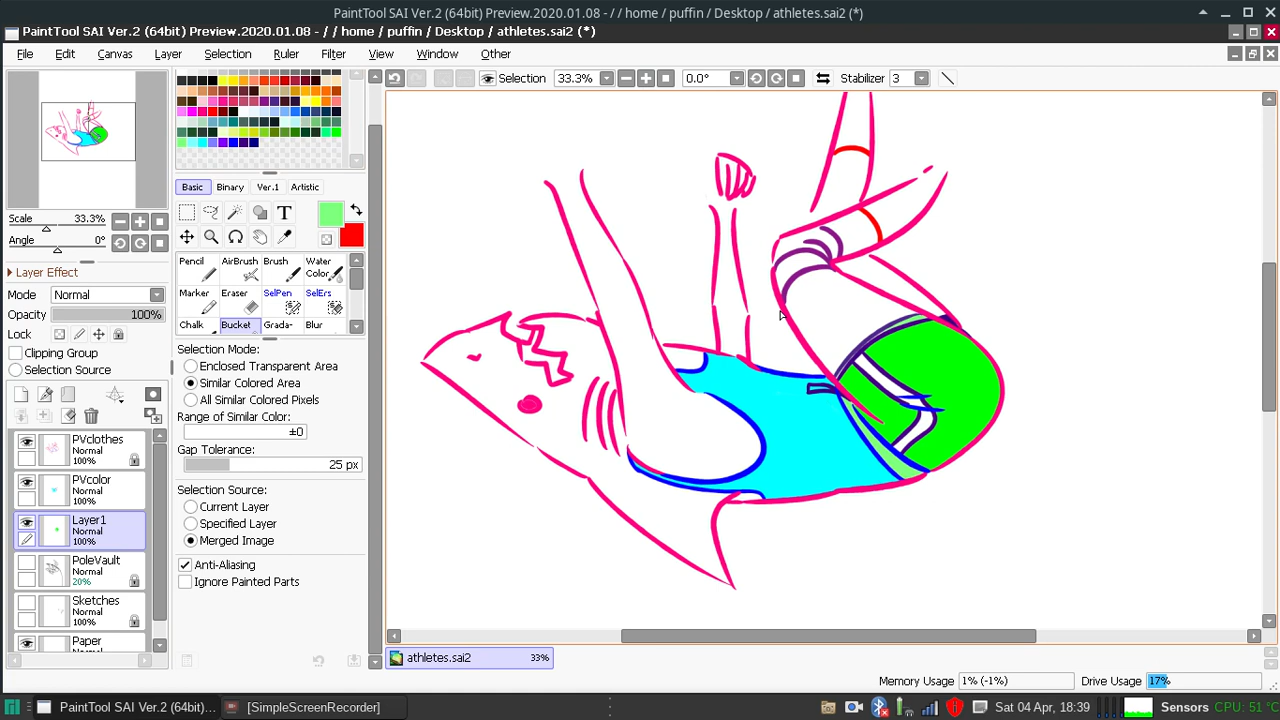 PaintTool SAI Ver.2 (64bit) Preview.2020.01.08 - / / home / puffin / Desktop / athletes.sai2 (*)
PaintTool SAI Ver.2 (64bit) Preview.2020.01.08 - / / home / puffin / Desktop / athletes.sai2 (*)
File Edit Canvas Layer Selection Ruler Filter View Window Other
Selection 33.3% 0.0° Stabilizer 3
Scale 33.3%
Angle 0°
Layer Effect
Mode Normal
Opacity 100%
Lock
Clipping Group
Selection Source
PVclothes
Normal
100%
PVcolor
Normal
100%
Layer1
Normal
100%
PoleVault
Normal
20%
Sketches
Normal
100%
Paper
Normal
Basic Binary Ver.1 Artistic
T
Pencil AirBrush Brush Water Color
Marker Eraser SelPen SelErs
Chalk Bucket Grada- Blur
Selection Mode:
Enclosed Transparent Area
Similar Colored Area
All Similar Colored Pixels
Range of Similar Color:
±0
Gap Tolerance:
25 px
Selection Source:
Current Layer
Specified Layer
Merged Image
Anti-Aliasing
Ignore Painted Parts
athletes.sai2 33%
Memory Usage 1% (-1%) Drive Usage 17%
PaintTool SAI Ver.2 (64bit)... [SimpleScreenRecorder] Sat 04 Apr, 18:39 Sensors CPU: 51 °C